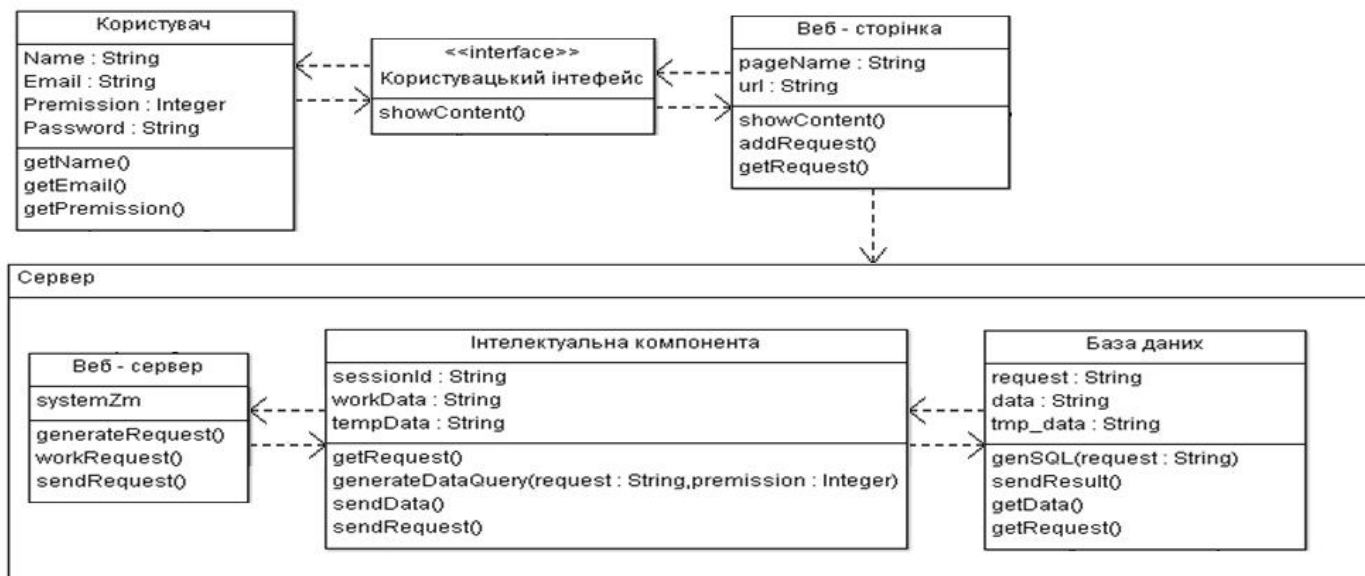 Користувач
Name : String
Email : String
Premission : Integer
Password : String
getName()
getEmail()
getPremission()
<<interface>>
Користувацький інтефейс
showContent()
Веб - сторінка
pageName : String
url : String
showContent()
addRequest()
getRequest()
Сервер
Веб - сервер
systemZm
generateRequest()
workRequest()
sendRequest()
Інтелектуальна компонента
sessionId : String
workData : String
tempData : String
getRequest()
generateDataQuery(request : String,premission : Integer)
sendData()
sendRequest()
База даних
request : String
data : String
tmp_data : String
genSQL(request : String)
sendResult()
getData()
getRequest()